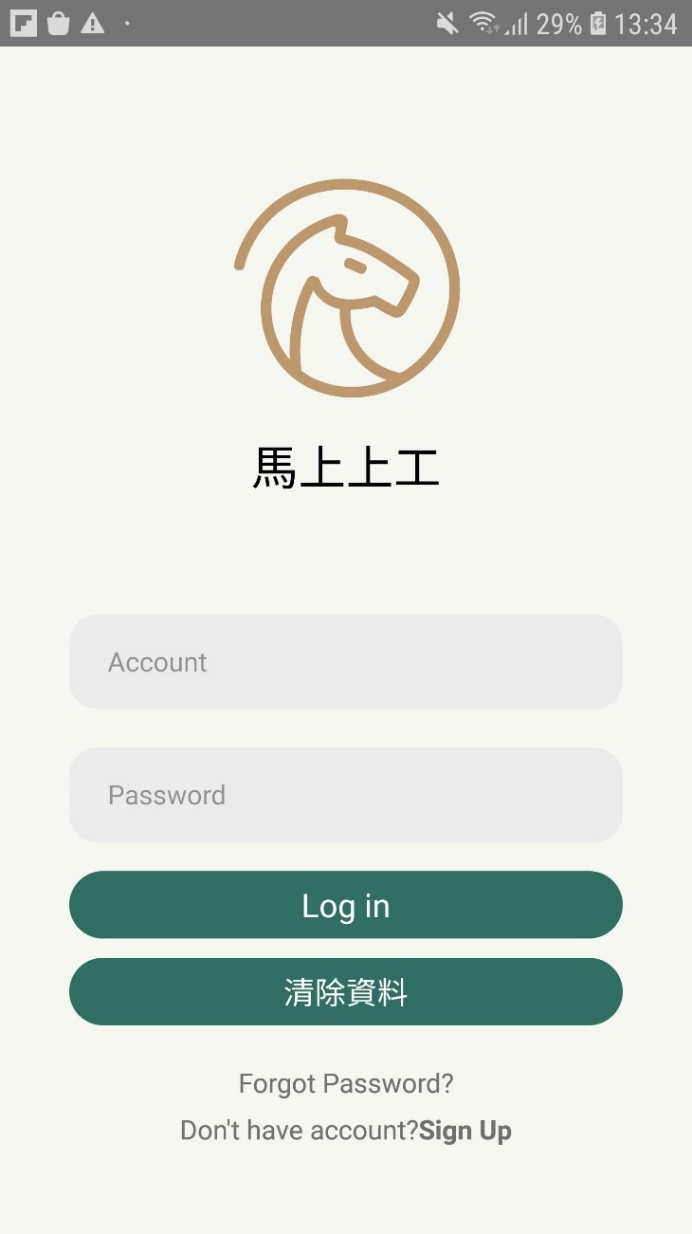 29% 13:34
馬上上工
Account
Password
Log in
清除資料
Forgot Password?
Don't have account?Sign Up